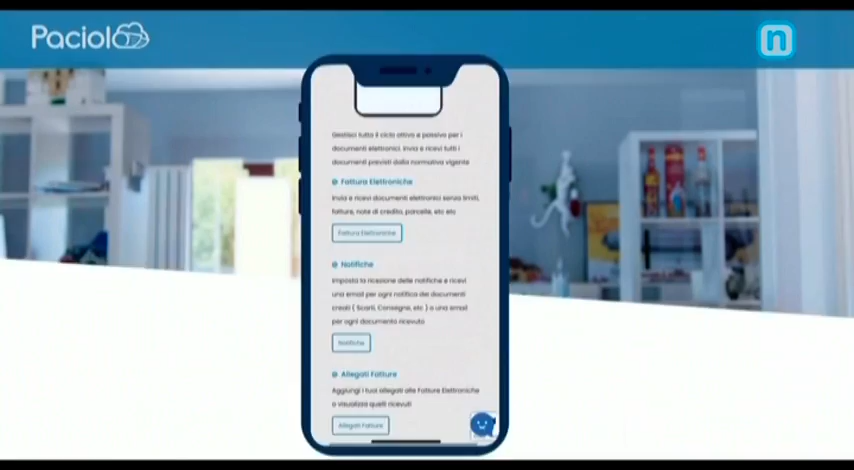 Paciolo
n
Gestisci tutto il ciclo attivo e passivo per i
documenti elettronici. Invia e ricevi tutti i
documenti previsti dalla normativa vigente
Fattura Elettroniche
Invia e ricevi documenti elettronici senza limiti,
fatture, note di credito, parcelle, etc etc
Fattura Elettroniche
Notifiche
Imposta la ricezione delle notifiche e ricevi
una email per ogni notifica dei documenti
creati ( Scarti, Consegna, etc ) o una email
per ogni documento ricevuto
Notifiche
Allegati Fatture
Aggiungi i tuoi allegati alle Fatture Elettroniche
o visualizza quelli ricevuti
Allegati Fatture